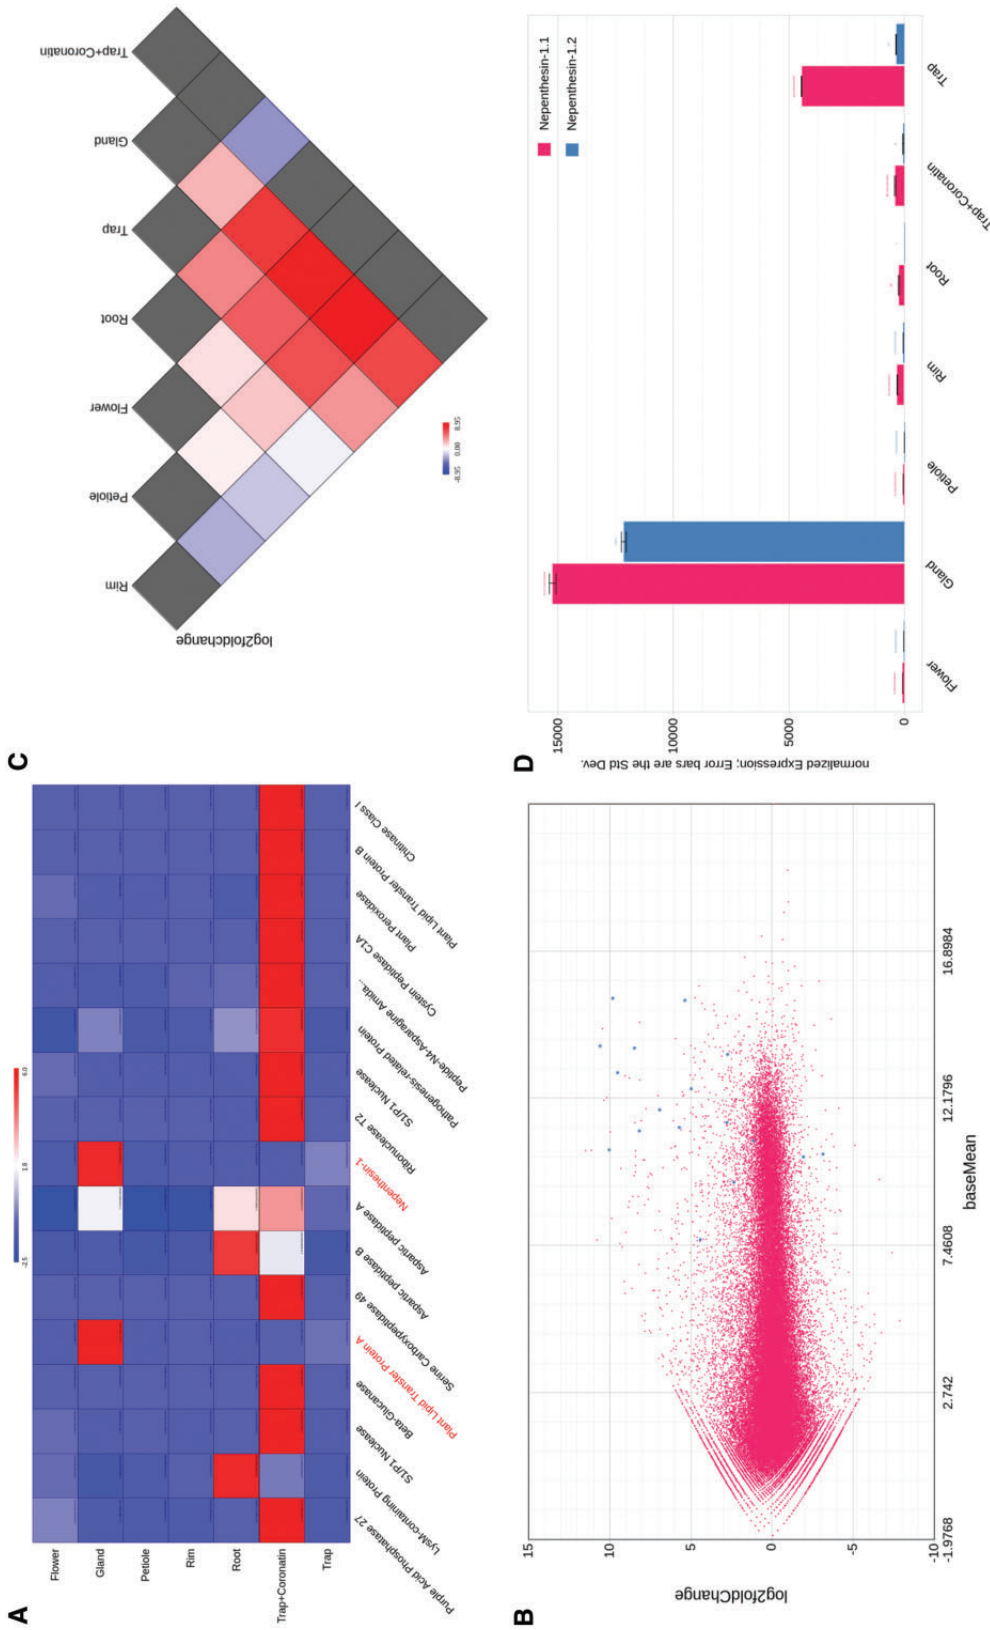 A
-2.5
1.8
6.0
Flower
Gland
Petiole
Rim
Root
Trap+Coronatin
Trap
Purple Acid Phosphatase 27
LysM-containing Protein
S1/P1 Nuclease
Beta-Glucanase
Plant Lipid Transfer Protein A
Serine Carboxypeptidase 49
Aspartic peptidase B
Aspartic peptidase A
Nepenthesin-1
Ribonuclease T2
S1/P1 Nuclease
Pathogenesis-related Protein
Peptide-N4-Asparagine Amida...
Cystein Peptidase C1A
Plant Peroxidase
Plant Lipid Transfer Protein B
Chitinase Class I
B
log2foldChange
15
10
5
0
-5
-10
-1.9768
2.742
7.4608
12.1796
16.8984
baseMean
C
log2foldchange
Rim
Petiole
Flower
Root
Trap
Gland
Trap+Coronatin
-8.95
0.00
8.95
D
normalized Expression; Error bars are the Std Dev.
15000
10000
5000
0
Flower
Gland
Petiole
Rim
Root
Trap+Coronatin
Trap
Nepenthesin-1.1
Nepenthesin-1.2